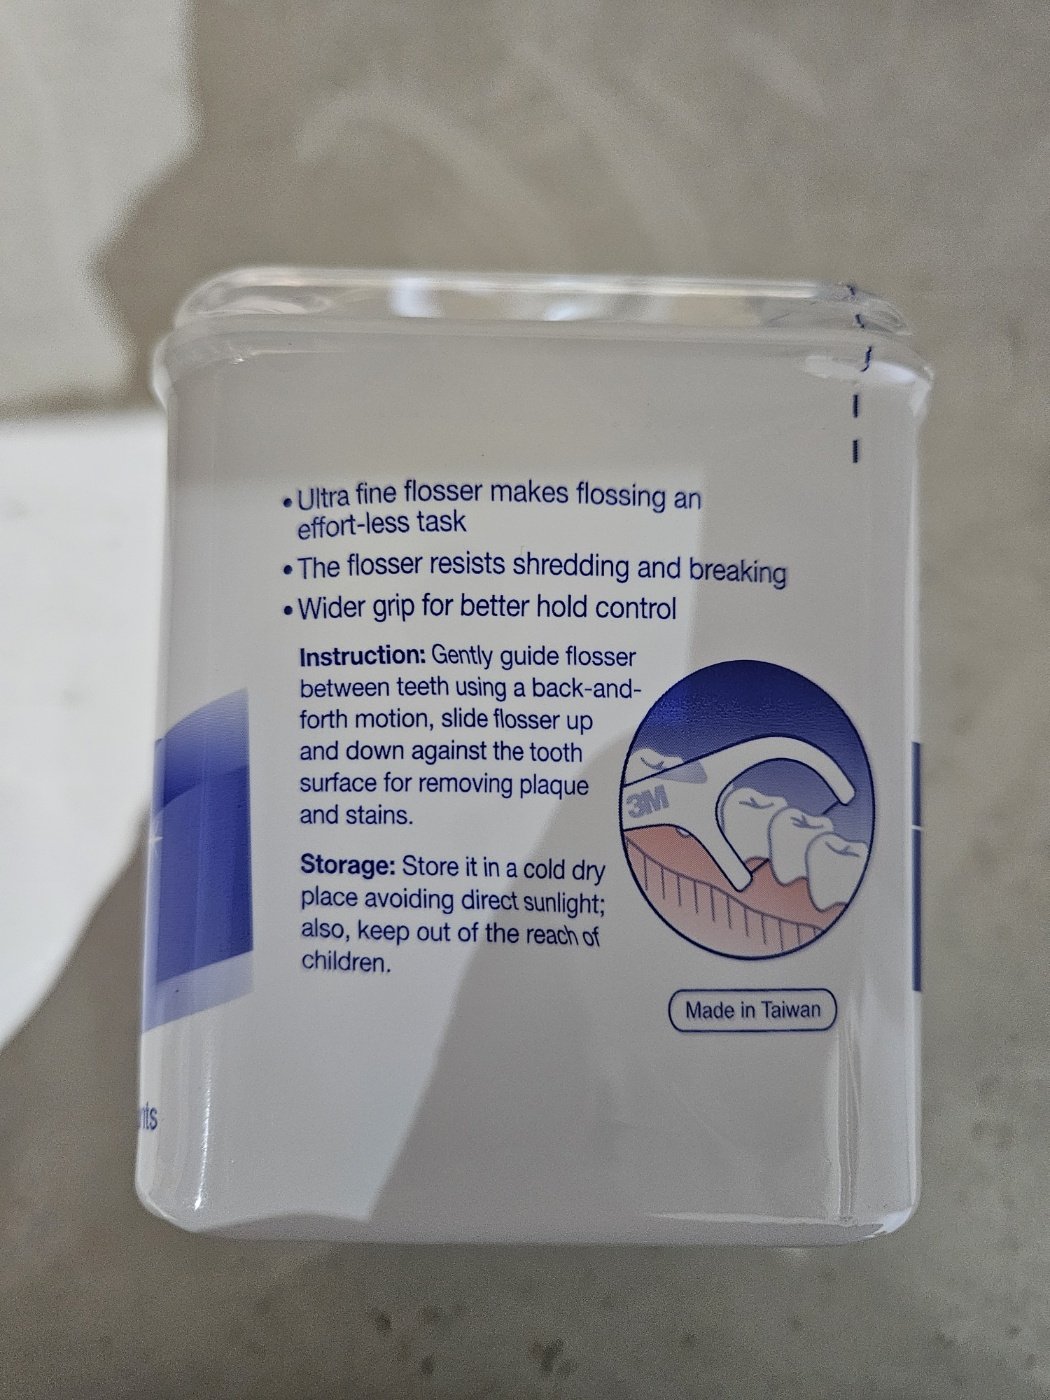 • Ultra fine flosser makes flossing an
effort-less task
• The flosser resists shredding and breaking
• Wider grip for better hold control
Instruction: Gently guide flosser
between teeth using a back-and-
forth motion, slide flosser up
and down against the tooth
surface for removing plaque
and stains.
3M
Storage: Store it in a cold dry
place avoiding direct sunlight;
also, keep out of the reach of
children.
Made in Taiwan